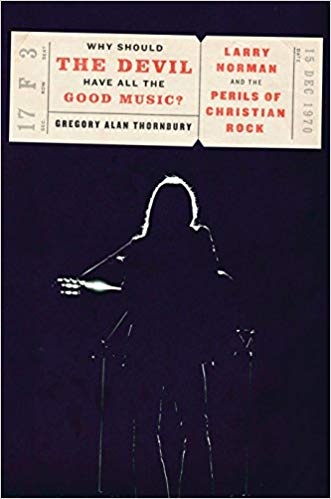 17 F 3
SEC. ROW SEAT
WHY SHOULD
THE DEVIL
HAVE ALL THE
GOOD MUSIC?
GREGORY ALAN THORNBURY
LARRY
NORMAN
AND THE
PERILS OF
CHRISTIAN
ROCK
DATE
15 DEC 1970